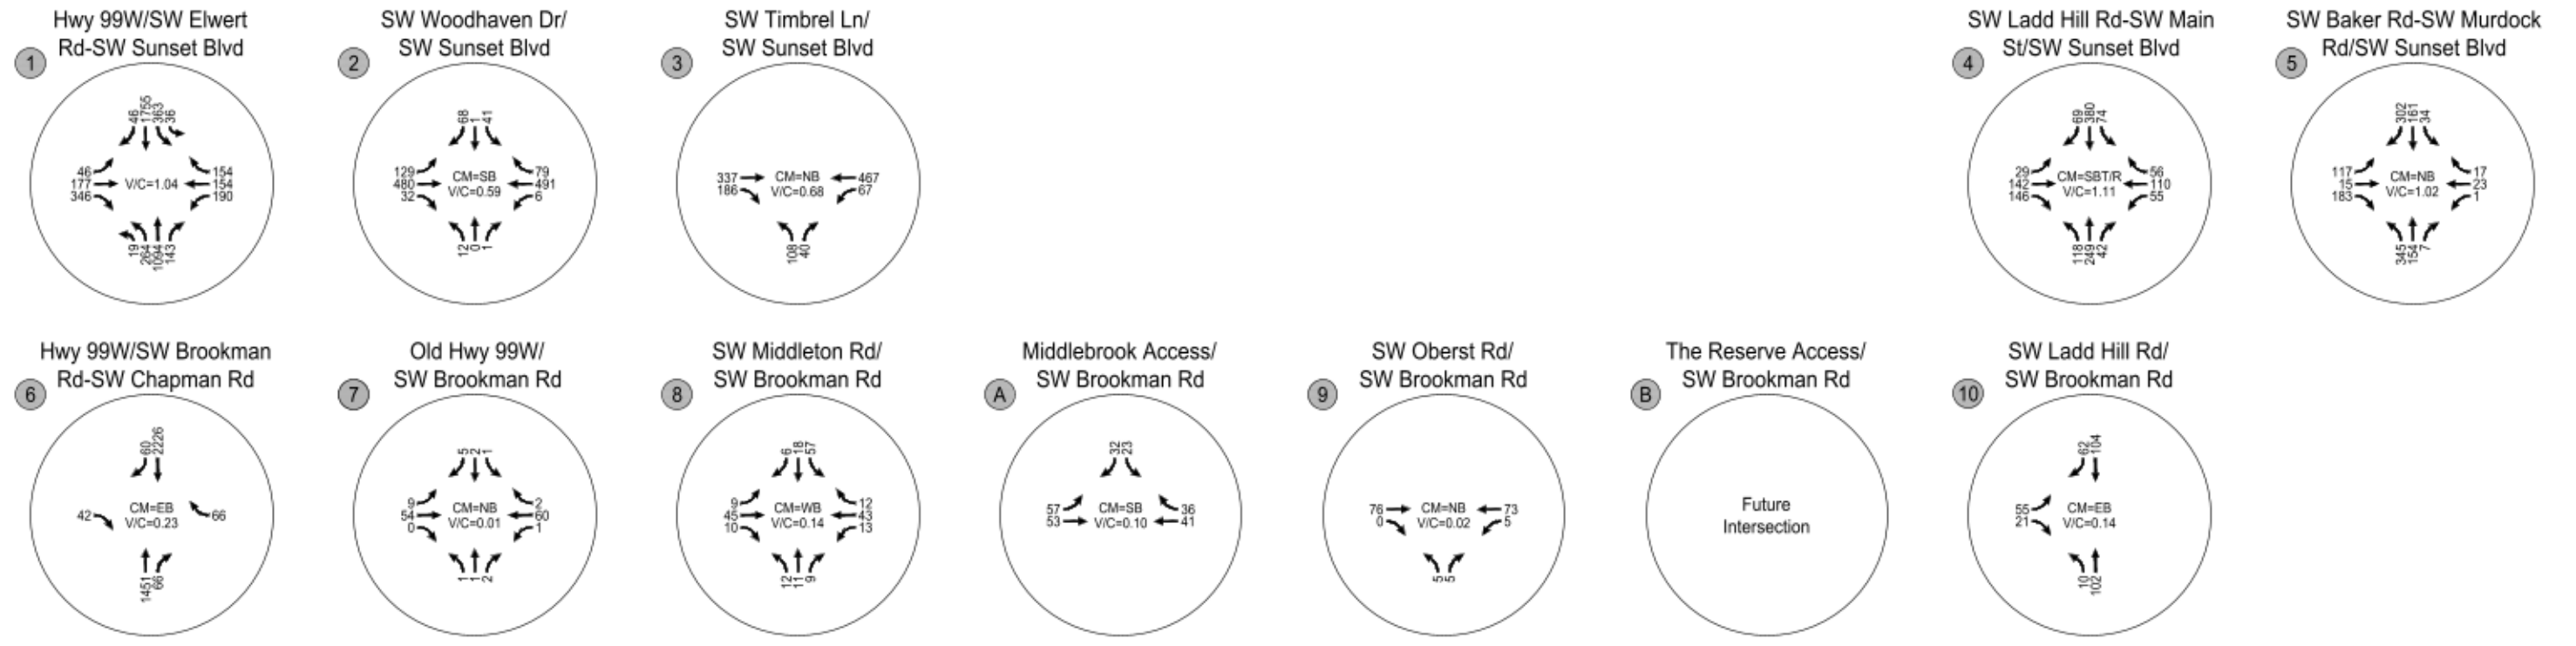 Hwy 99W/SW Elwert
Rd-SW Sunset Blvd
1
46
1755
363
36
46
177
346
V/C=1.04
154
154
190
19
264
1094
143
SW Woodhaven Dr/
SW Sunset Blvd
2
68
1
41
129
480
32
CM=SB
V/C=0.59
79
491
6
12
0
1
SW Timbrel Ln/
SW Sunset Blvd
3
337
186
CM=NB
V/C=0.68
467
67
108
40
SW Ladd Hill Rd-SW Main
St/SW Sunset Blvd
4
69
380
74
29
142
146
CM=SBT/R
V/C=1.11
56
110
55
118
249
42
SW Baker Rd-SW Murdock
Rd/SW Sunset Blvd
5
302
161
34
117
15
183
CM=NB
V/C=1.02
17
23
1
345
154
7
Hwy 99W/SW Brookman
Rd-SW Chapman Rd
6
60
2226
42
CM=EB
V/C=0.23
66
1451
66
Old Hwy 99W/
SW Brookman Rd
7
5
2
1
9
54
0
CM=NB
V/C=0.01
2
60
1
1
1
2
SW Middleton Rd/
SW Brookman Rd
8
6
18
57
9
45
10
CM=WB
V/C=0.14
12
43
13
12
11
9
Middlebrook Access/
SW Brookman Rd
A
32
23
57
53
CM=SB
V/C=0.10
36
41
SW Oberst Rd/
SW Brookman Rd
9
76
0
CM=NB
V/C=0.02
73
5
5
5
The Reserve Access/
SW Brookman Rd
B
Future
Intersection
SW Ladd Hill Rd/
SW Brookman Rd
10
62
104
55
21
CM=EB
V/C=0.14
10
102